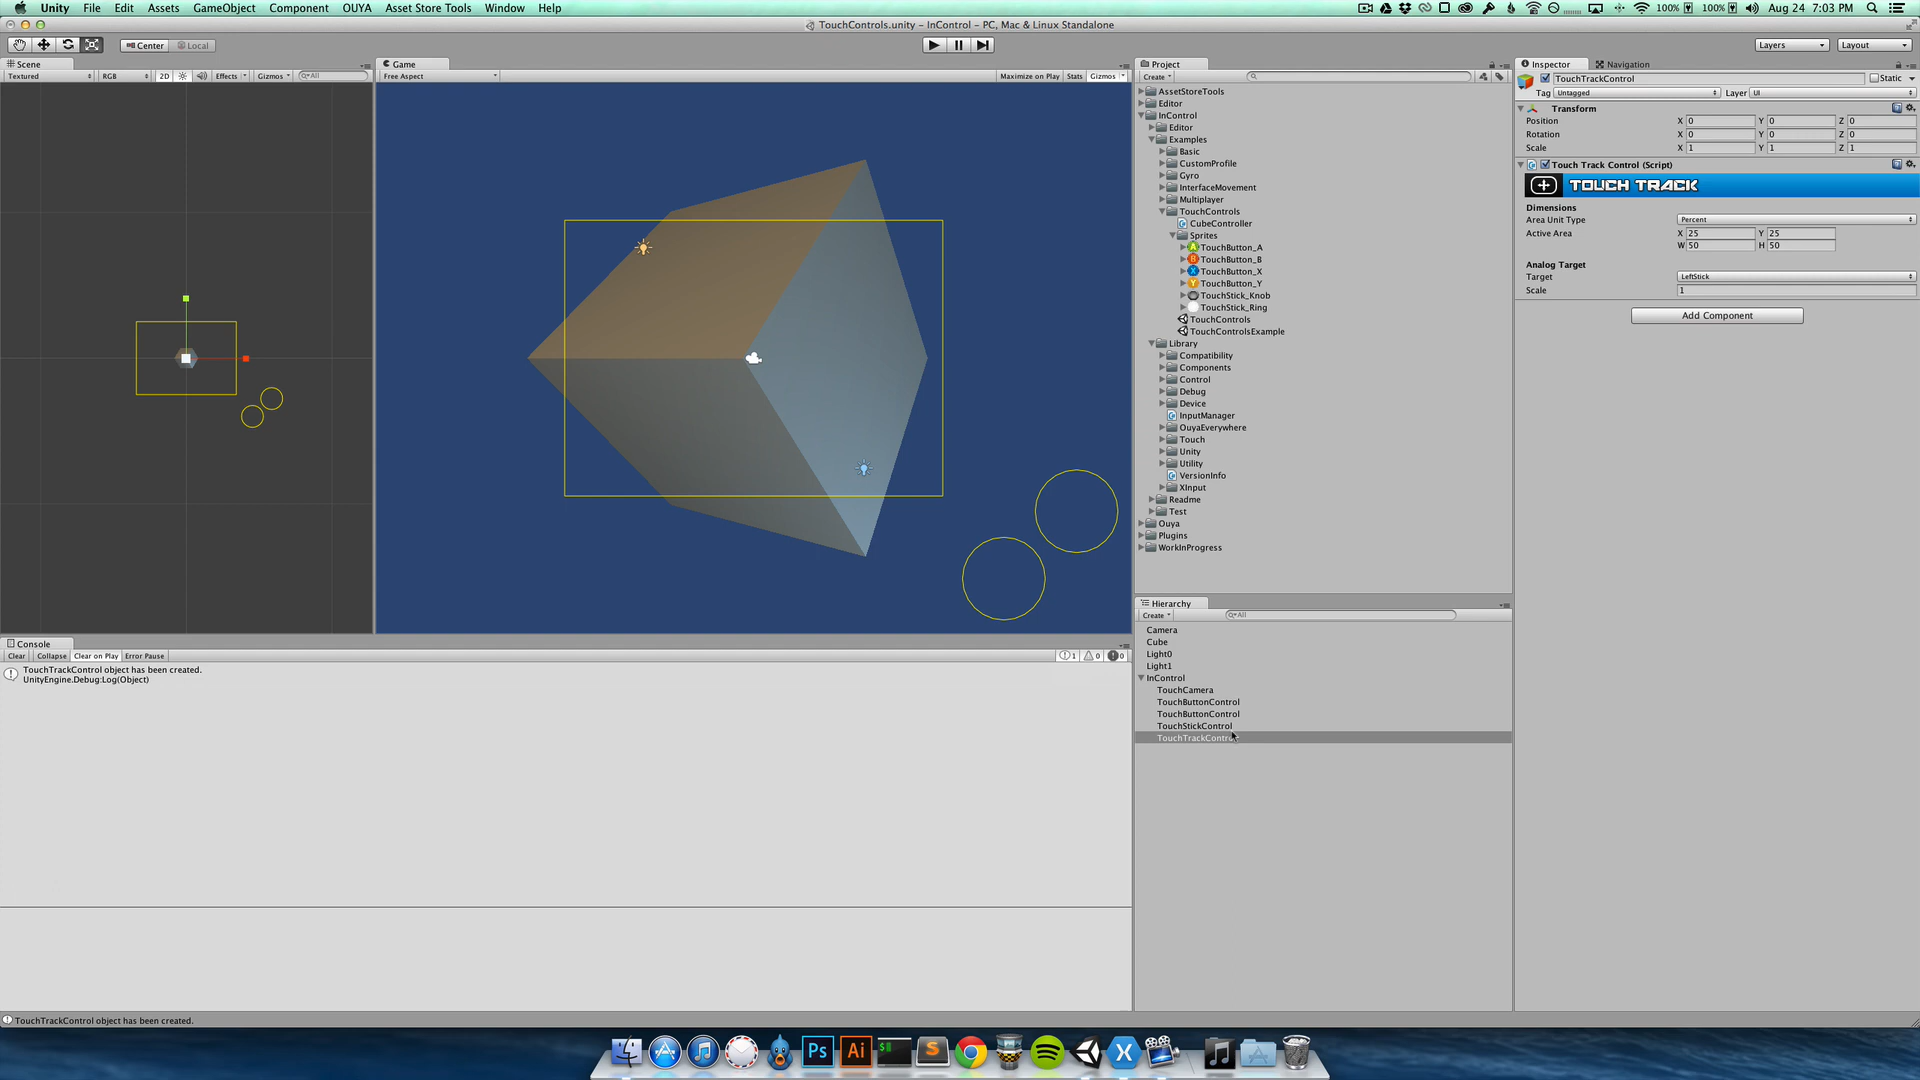 Unity File Edit Assets GameObject Component OUYA Asset Store Tools Window Help
100% 100% Aug 24 7:03 PM
TouchControls.unity – InControl – PC, Mac & Linux Standalone
Center Local
Layers Layout
Scene
Textured RGB 2D Effects Gizmos All
Game
Free Aspect Maximize on Play Stats Gizmos
Project
Create
AssetStoreTools
Editor
InControl
Editor
Examples
Basic
CustomProfile
Gyro
InterfaceMovement
Multiplayer
TouchControls
CubeController
Sprites
TouchButton_A
TouchButton_B
TouchButton_X
TouchButton_Y
TouchStick_Knob
TouchStick_Ring
TouchControls
TouchControlsExample
Library
Compatibility
Components
Control
Debug
Device
InputManager
OuyaEverywhere
Touch
Unity
Utility
VersionInfo
XInput
Readme
Test
Ouya
Plugins
WorkInProgress
Hierarchy
Create All
Camera
Cube
Light0
Light1
InControl
TouchCamera
TouchButtonControl
TouchButtonControl
TouchStickControl
TouchTrackControl
Inspector Navigation
TouchTrackControl Static
Tag Untagged Layer UI
Transform
Position X 0 Y 0 Z 0
Rotation X 0 Y 0 Z 0
Scale X 1 Y 1 Z 1
Touch Track Control (Script)
TOUCH TRACK
Dimensions
Area Unit Type Percent
Active Area X 25 Y 25
W 50 H 50
Analog Target
Target LeftStick
Scale 1
Add Component
Console
Clear Collapse Clear on Play Error Pause 1 0 0
TouchTrackControl object has been created.
UnityEngine.Debug:Log(Object)
TouchTrackControl object has been created.
Ps Ai $ S X